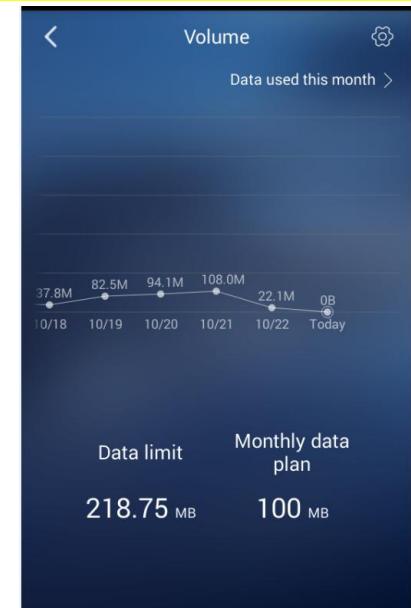 Volume
Data used this month >
37.8M 82.5M 94.1M 108.0M 22.1M 0B
10/18 10/19 10/20 10/21 10/22 Today
Data limit
Monthly data
plan
218.75 MB 100 MB